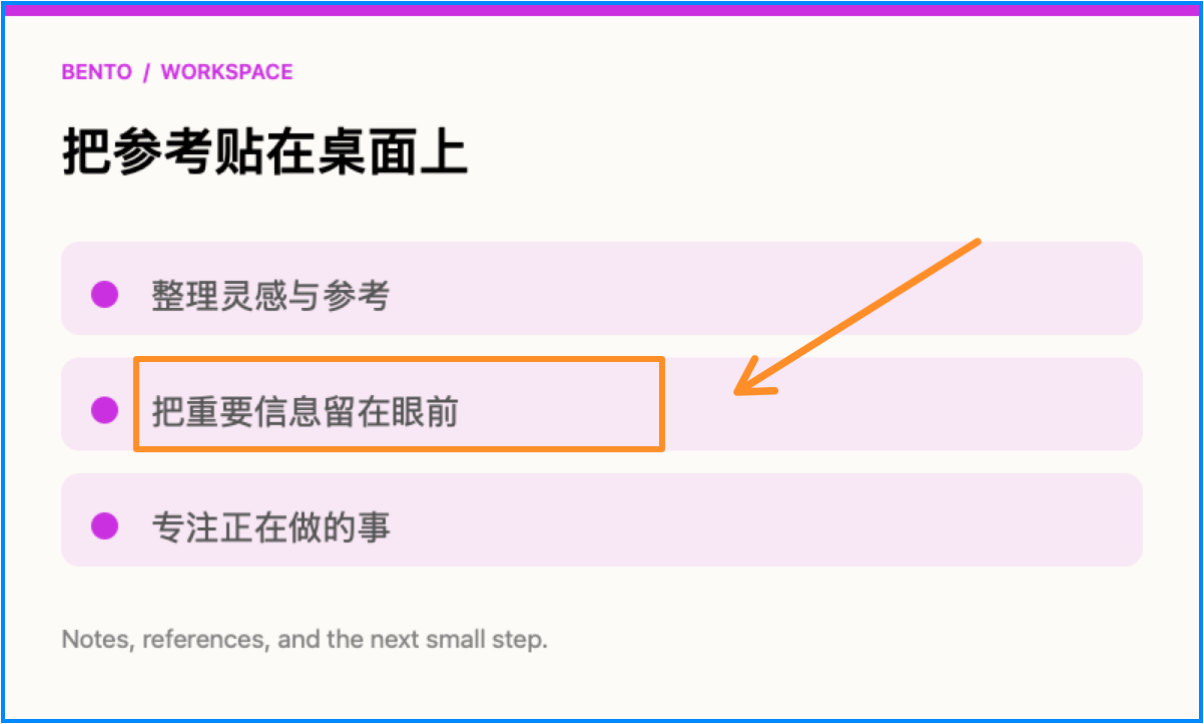 BENTO / WORKSPACE
把参考贴在桌面上
整理灵感与参考
把重要信息留在眼前
专注正在做的事
Notes, references, and the next small step.